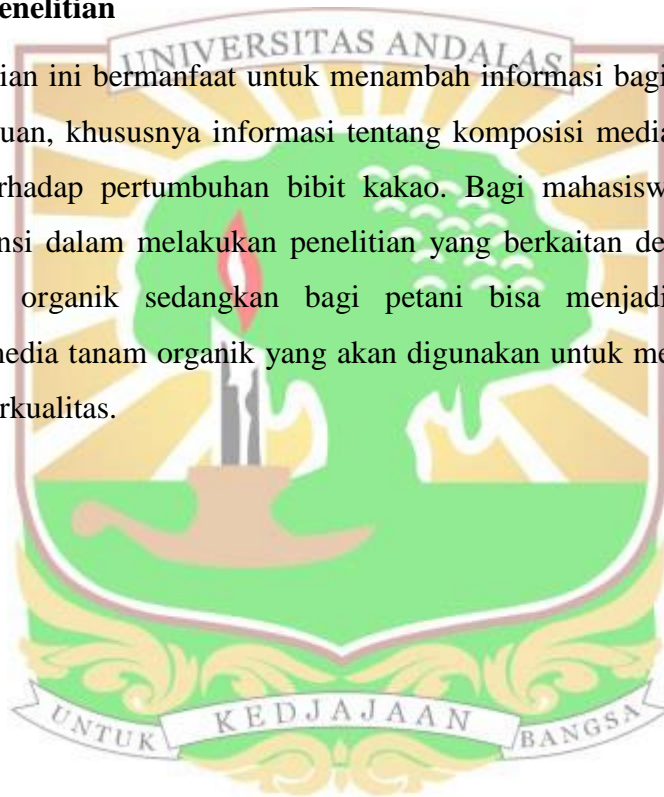 enelitian
UNIVERSITAS ANDALAS
ian ini bermanfaat untuk menambah informasi bagi
uan, khususnya informasi tentang komposisi media
rhadap pertumbuhan bibit kakao. Bagi mahasisw
nsi dalam melakukan penelitian yang berkaitan de
organik sedangkan bagi petani bisa menjadi
media tanam organik yang akan digunakan untuk me
rkualitas.
UNTUK KEDJAJAAN BANGSA